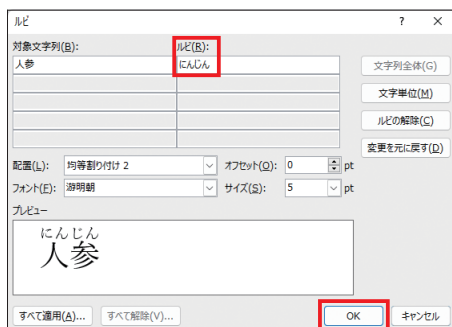 ルビ ? ×
対象文字列(B): ルビ(R):
人参 にんじん 文字列全体(G)
文字単位(M)
ルビの解除(C)
変更を元に戻す(D)
配置(L): 均等割り付け 2 オフセット(O): 0 pt
フォント(F): 游明朝 サイズ(S): 5 pt
プレビュー
にんじん
人参
すべて適用(A)... すべて解除(V)... OK キャンセル